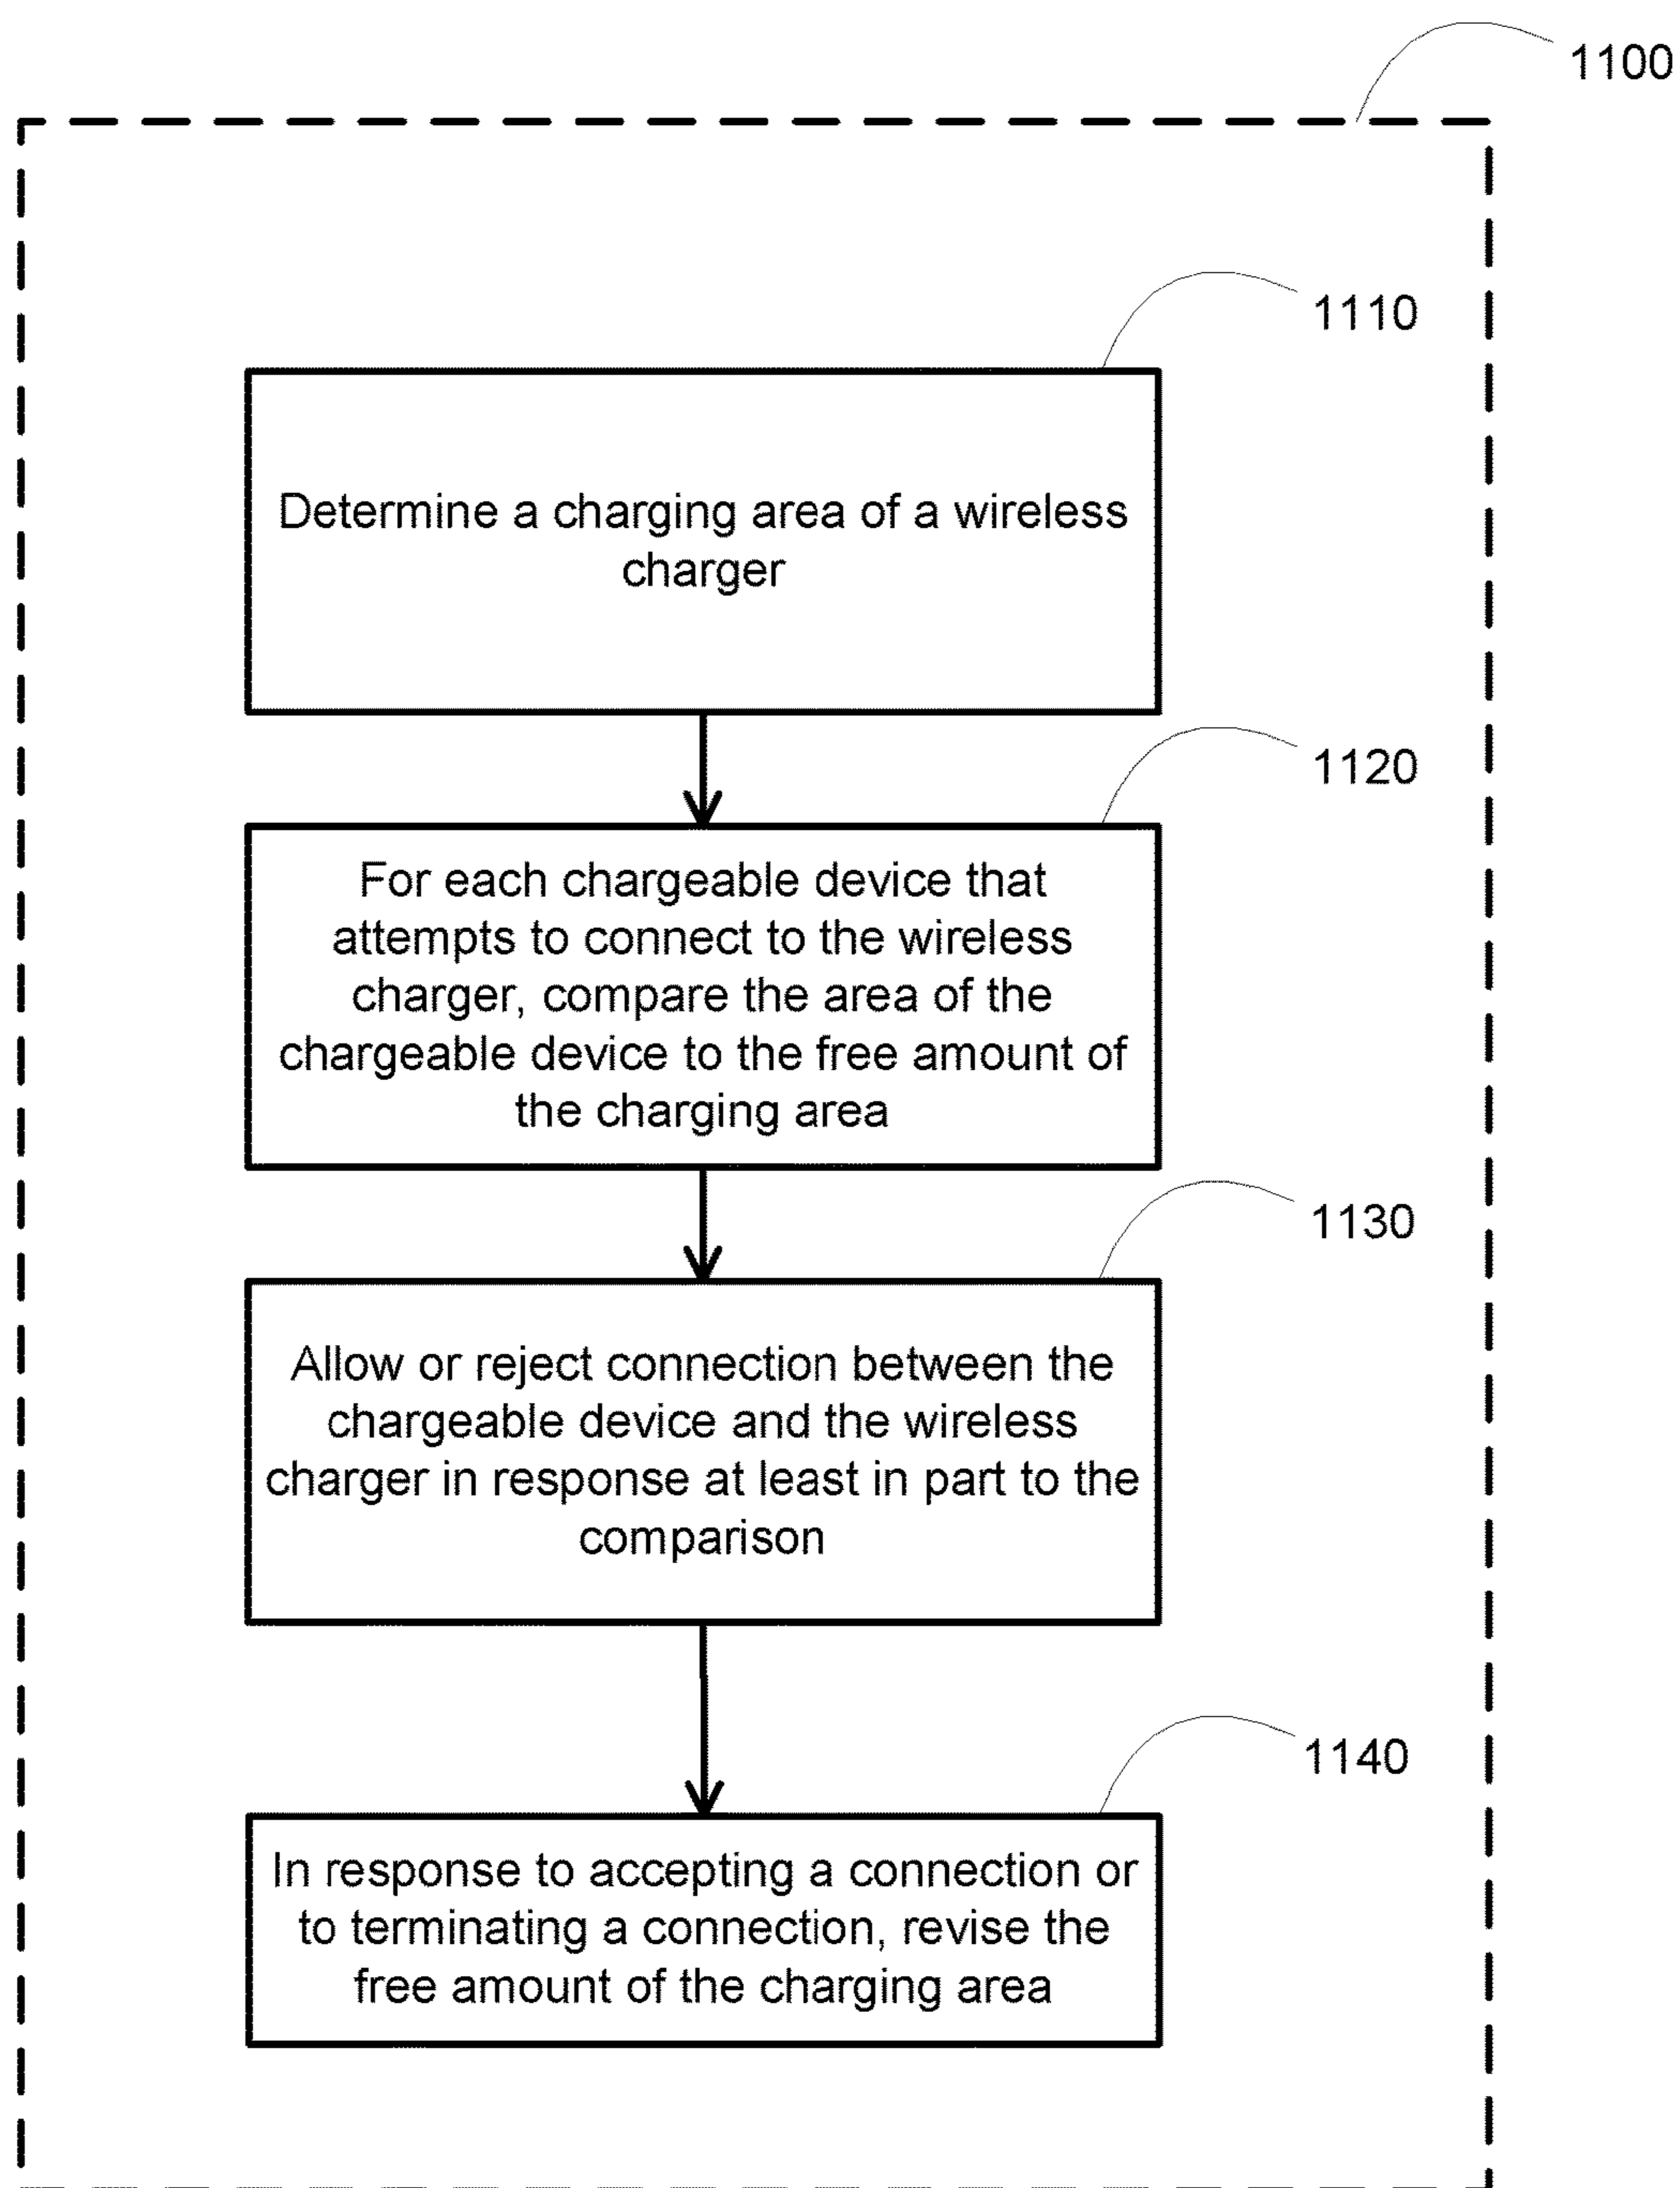 1100
1110
Determine a charging area of a wireless
charger
1120
For each chargeable device that
attempts to connect to the wireless
charger, compare the area of the
chargeable device to the free amount of
the charging area
1130
Allow or reject connection between the
chargeable device and the wireless
charger in response at least in part to the
comparison
1140
In response to accepting a connection or
to terminating a connection, revise the
free amount of the charging area